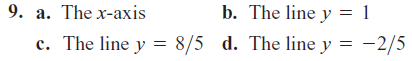 9. a. The x-axis b. The line y = 1
c. The line y = 8/5 d. The line y = −2/5